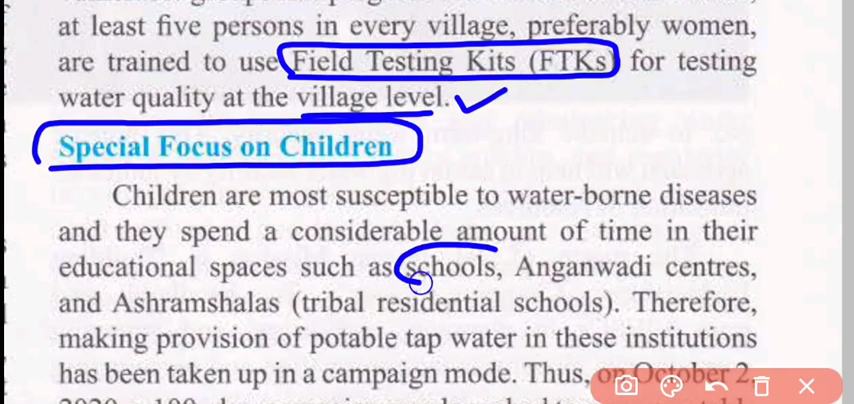 at least five persons in every village, preferably women,
are trained to use Field Testing Kits (FTKs) for testing
water quality at the village level.
Special Focus on Children
Children are most susceptible to water-borne diseases
and they spend a considerable amount of time in their
educational spaces such as schools, Anganwadi centres,
and Ashramshalas (tribal residential schools). Therefore,
making provision of potable tap water in these institutions
has been taken up in a campaign mode. Thus, on October 2,